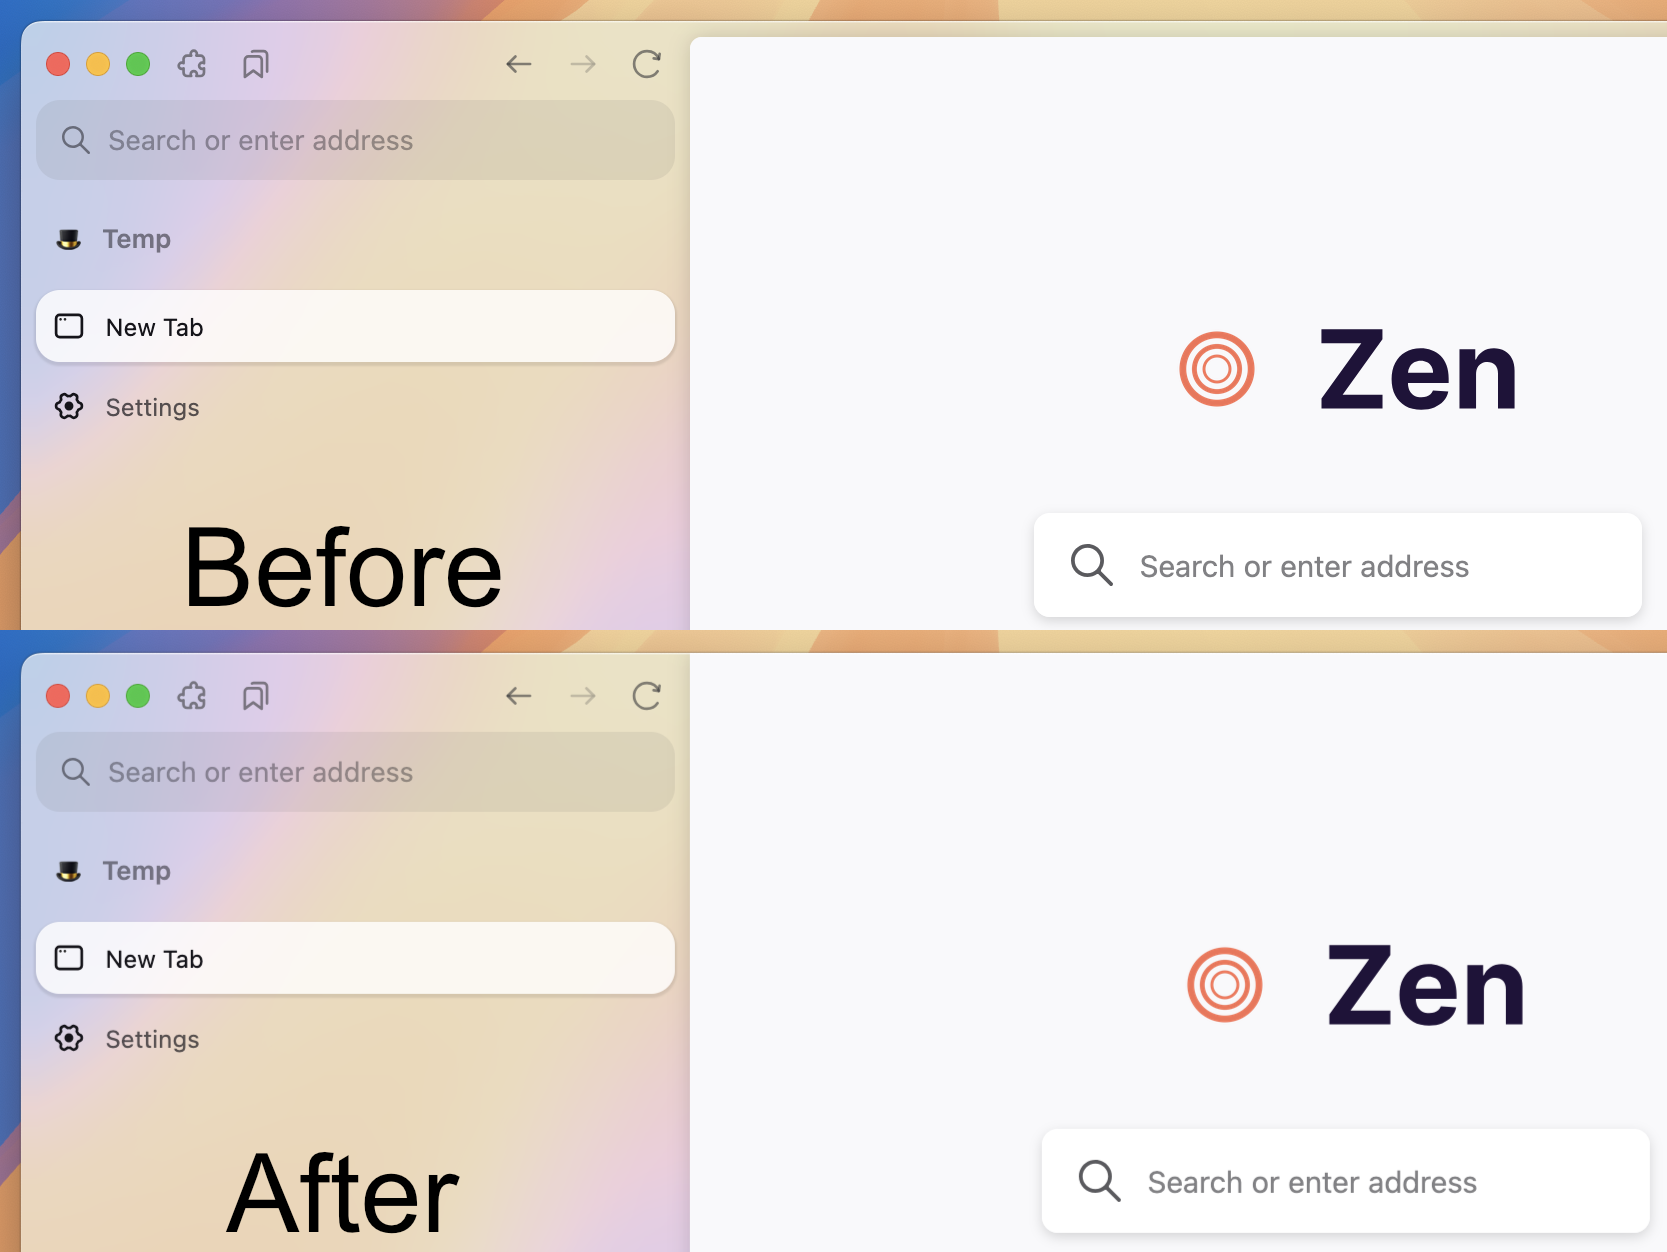 Search or enter address
Temp
New Tab
Settings
Before
Zen
Search or enter address
Search or enter address
Temp
New Tab
Settings
After
Zen
Search or enter address